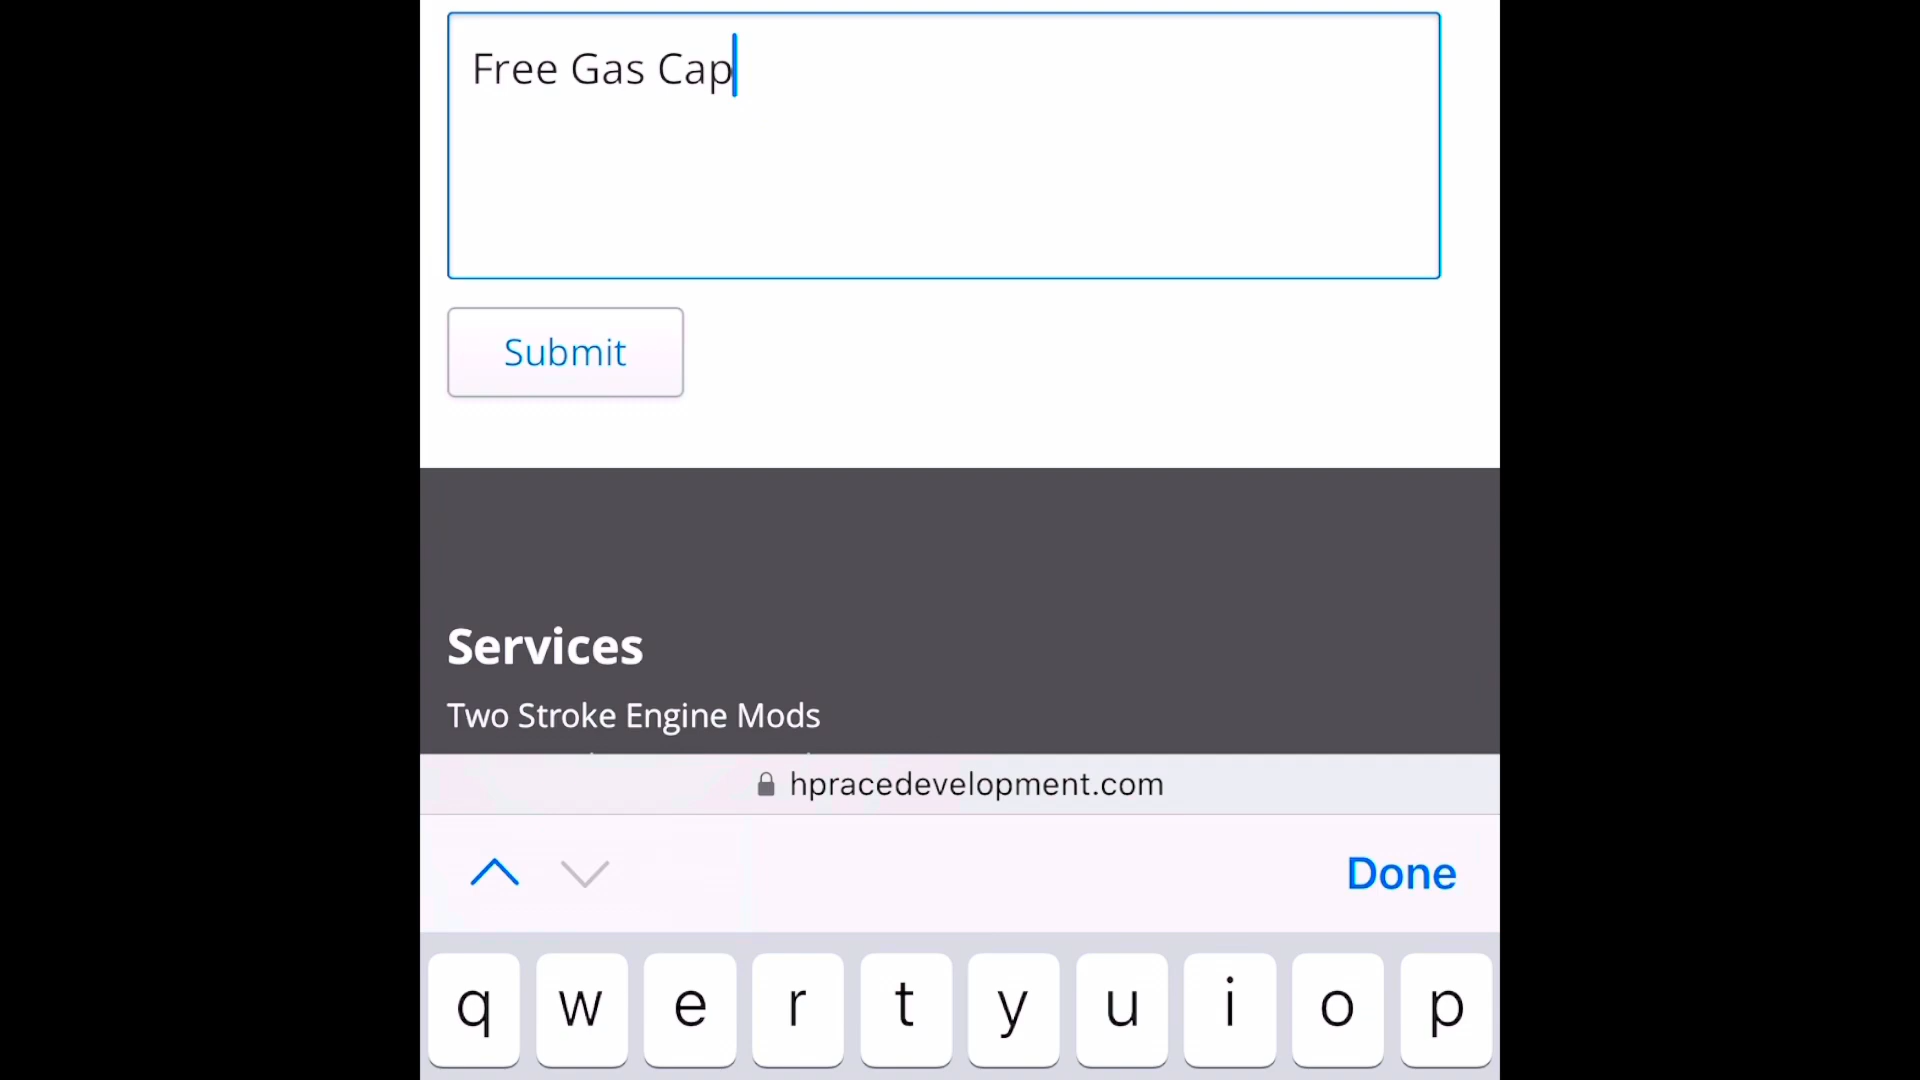 Free Gas Cap
Submit
Services
Two Stroke Engine Mods
hpracedevelopment.com
Done
q w e r t y u i o p